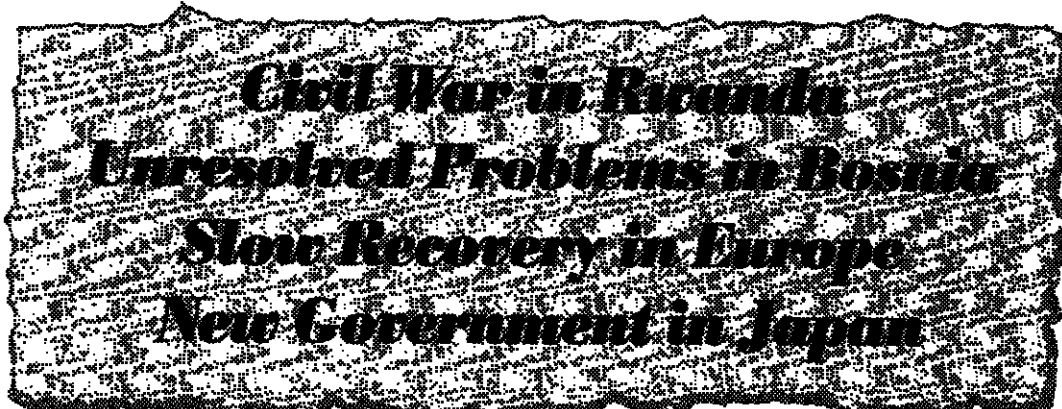 Civil War in Rwanda
Unresolved Problems in Bosnia
Slow Recovery in Europe
New Government in Japan